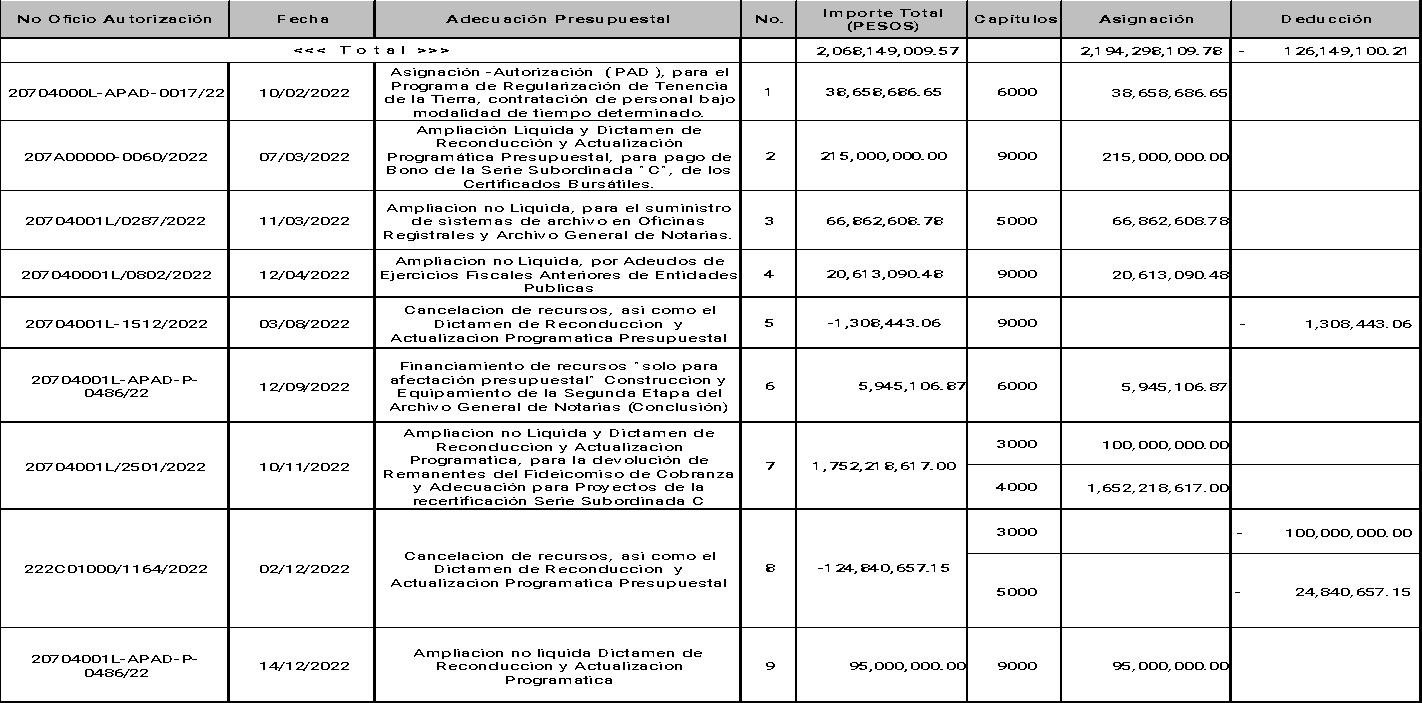 No Oficio Autorización Fecha Adecuación Presupuestal No. Importe Total (PESOS) Capítulos Asignación Deducción
<<< Total >>> 2,068,149,009.57 2,194,298,109.78 - 126,149,100.21
Asignación -Autorización ( PAD ), para el
Programa de Regularización de Tenencia
20704000L-APAD-0017/22 10/02/2022 de la Tierra, contratación de personal bajo 1 38,658,686.65 6000 38,658,686.65
modalidad de tiempo determinado.
Ampliación Liquida y Dictamen de
Reconducción y Actualización
207A00000-0060/2022 07/03/2022 Programática Presupuestal, para pago de 2 215,000,000.00 9000 215,000,000.00
Bono de la Serie Subordinada "C", de los
Certificados Bursátiles.
Ampliacion no Liquida, para el suministro
20704001L/0287/2022 11/03/2022 de sistemas de archivo en Oficinas 3 66,862,608.78 5000 66,862,608.78
Registrales y Archivo General de Notarias.
Ampliacion no Liquida, por Adeudos de
207040001L/0802/2022 12/04/2022 Ejercicios Fiscales Anteriores de Entidades 4 20,613,090.48 9000 20,613,090.48
Publicas
Cancelacion de recursos, asi como el
20704001L-1512/2022 03/08/2022 Dictamen de Reconduccion y 5 -1,308,443.06 9000 - 1,308,443.06
Actualizacion Programatica Presupuestal
Financiamiento de recursos "solo para
20704001L-APAD-P- afectación presupuestal" Construccion y
0486/22 12/09/2022 Equipamiento de la Segunda Etapa del 6 5,945,106.87 6000 5,945,106.87
Archivo General de Notarias (Conclusión)
Ampliacion no Liquida y Dictamen de
Reconduccion y Actualizacion 3000 100,000,000.00
Programatica, para la devolución de
20704001L/2501/2022 10/11/2022 Remanentes del Fideicomiso de Cobranza 7 1,752,218,617.00
y Adecuación para Proyectos de la 4000 1,652,218,617.00
recertificación Serie Subordinada C
3000 - 100,000,000.00
Cancelacion de recursos, asi como el
222C01000/1164/2022 02/12/2022 Dictamen de Reconduccion y 8 -124,840,657.15
Actualizacion Programatica Presupuestal
5000 - 24,840,657.15
20704001L-APAD-P- Ampliacion no liquida Dictamen de
0486/22 14/12/2022 Reconduccion y Actualizacion 9 95,000,000.00 9000 95,000,000.00
Programatica